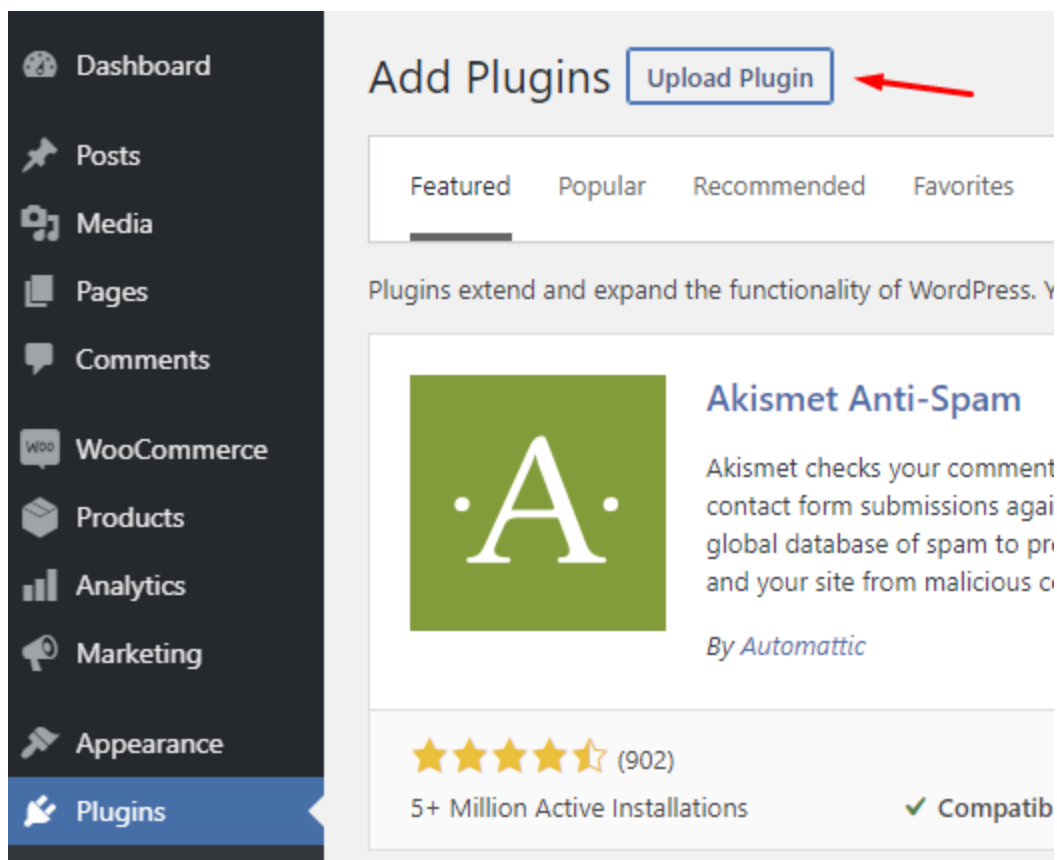 Dashboard
Posts
Media
Pages
Comments
WOO WooCommerce
Products
Analytics
Marketing
Appearance
Plugins
Add Plugins Upload Plugin
Featured Popular Recommended Favorites
Plugins extend and expand the functionality of WordPress. Y
·A·
Akismet Anti-Spam
Akismet checks your comment
contact form submissions agai
global database of spam to pr
and your site from malicious c
By Automattic
(902)
5+ Million Active Installations
Compatib